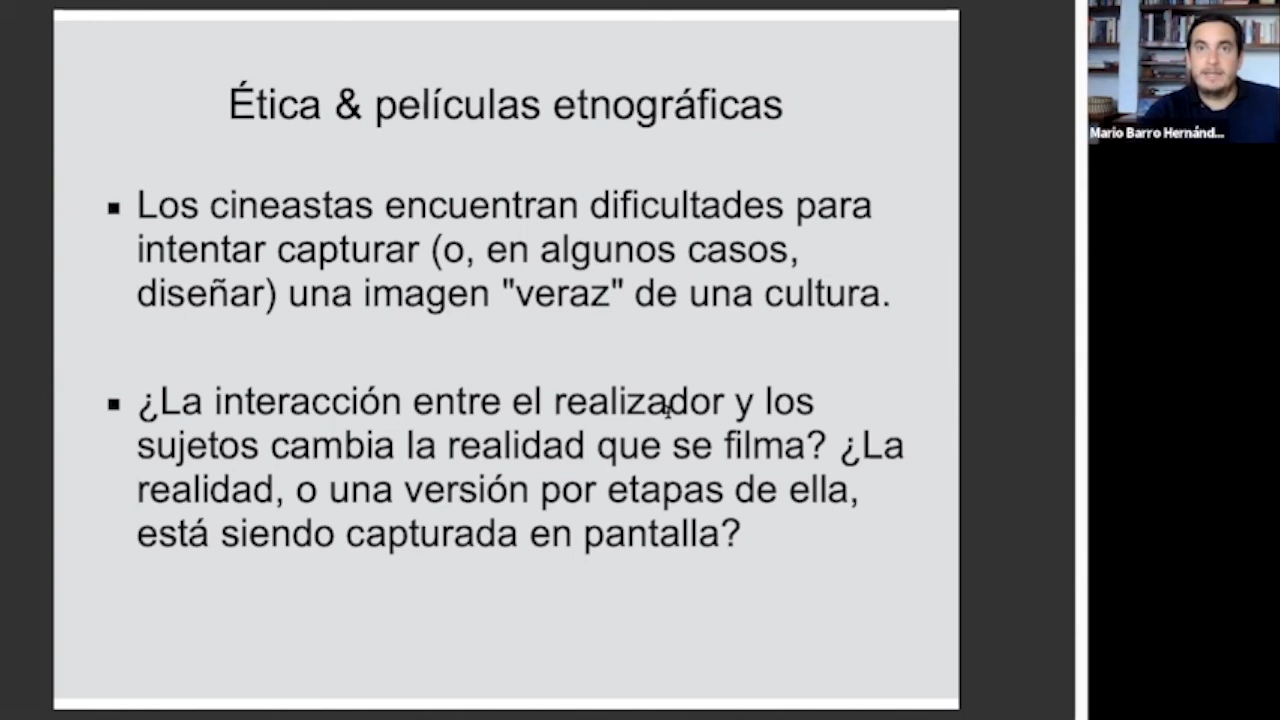 Ética & películas etnográficas
▪ Los cineastas encuentran dificultades para
intentar capturar (o, en algunos casos,
diseñar) una imagen "veraz" de una cultura.
▪ ¿La interacción entre el realizador y los
sujetos cambia la realidad que se filma? ¿La
realidad, o una versión por etapas de ella,
está siendo capturada en pantalla?
Mario Barro Hernánd...